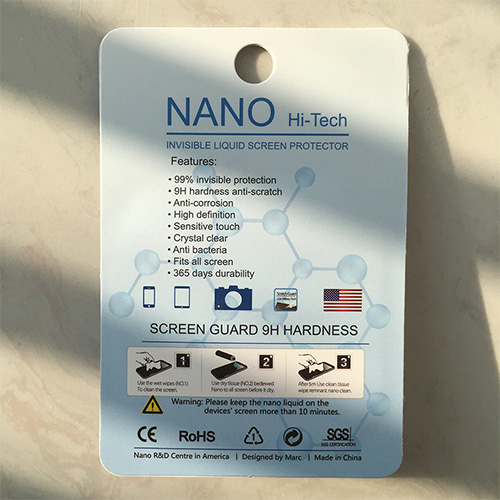 NANO Hi-Tech
INVISIBLE LIQUID SCREEN PROTECTOR
Features:
• 99% invisible protection
• 9H hardness anti-scratch
• Anti-corrosion
• High definition
• Sensitive touch
• Crystal clear
• Anti bacteria
• Fits all screen
• 365 days durability
SCREEN GUARD 9H HARDNESS
1 2 3
Use the wet wipes (NO.1)
To clean the screen.
Use dry tissue (NO.2) bedewed
Nano to all screen before it dry.
After 5m Use clean tissue
wipe remnant nano clean.
Warning: Please keep the nano liquid on the
devices' screen more than 10 minutes.
CE RoHS SGS
SGS CERTIFICATION
Nano R&D Centre in America | Designed by Marc | Made in China